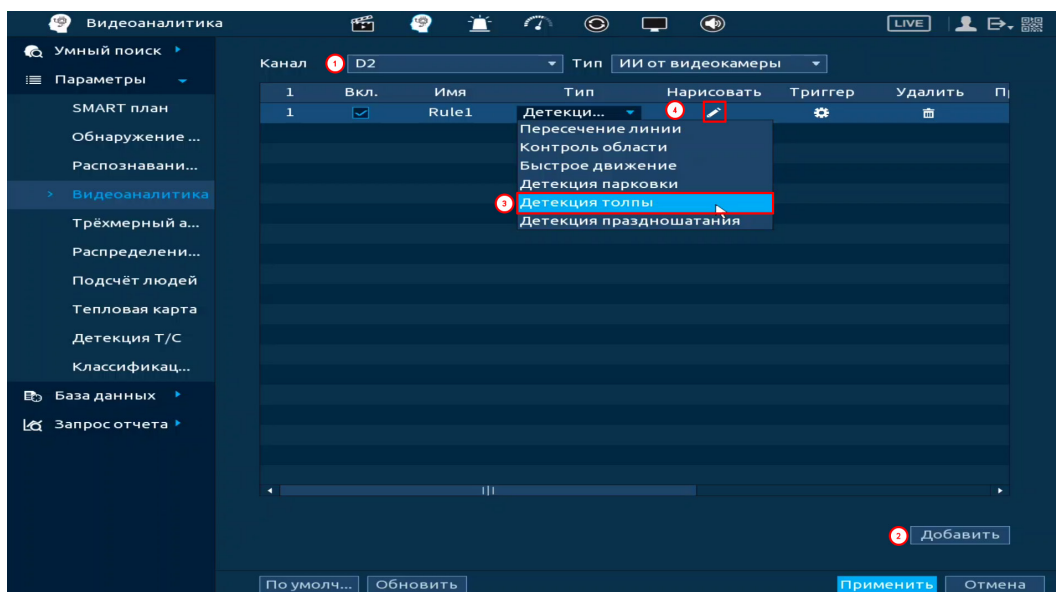 Видеоаналитика
LIVE
Умный поиск
Параметры
SMART план
Обнаружение ...
Распознавани...
Видеоаналитика
Трёхмерный а...
Распределени...
Подсчёт людей
Тепловая карта
Детекция Т/С
Классификац...
База данных
Запрос отчета
Канал 1 D2 Тип ИИ от видеокамеры
1 Вкл. Имя Тип Нарисовать Триггер Удалить
1 Rule1 Детекци... 4
Пересечение линии
Контроль области
Быстрое движение
Детекция парковки
3 Детекция толпы
Детекция праздношатания
2 Добавить
По умолч... Обновить Применить Отмена